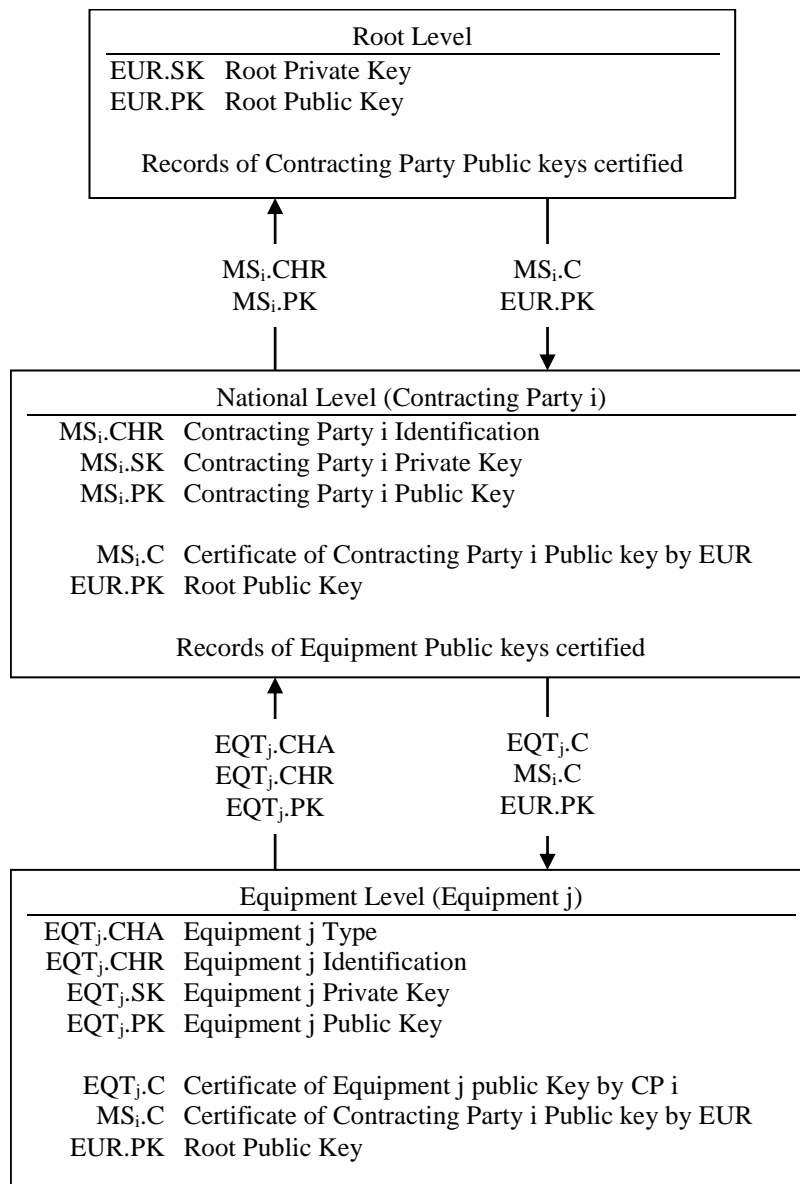 Root Level
EUR.SK Root Private Key
EUR.PK Root Public Key
Records of Contracting Party Public keys certified
MSi.CHR MSi.C
MSi.PK EUR.PK
National Level (Contracting Party i)
MSi.CHR Contracting Party i Identification
MSi.SK Contracting Party i Private Key
MSi.PK Contracting Party i Public Key
MSi.C Certificate of Contracting Party i Public key by EUR
EUR.PK Root Public Key
Records of Equipment Public keys certified
EQTj.CHA EQTj.C
EQTj.CHR MSi.C
EQTj.PK EUR.PK
Equipment Level (Equipment j)
EQTj.CHA Equipment j Type
EQTj.CHR Equipment j Identification
EQTj.SK Equipment j Private Key
EQTj.PK Equipment j Public Key
EQTj.C Certificate of Equipment j public Key by CP i
MSi.C Certificate of Contracting Party i Public key by EUR
EUR.PK Root Public Key